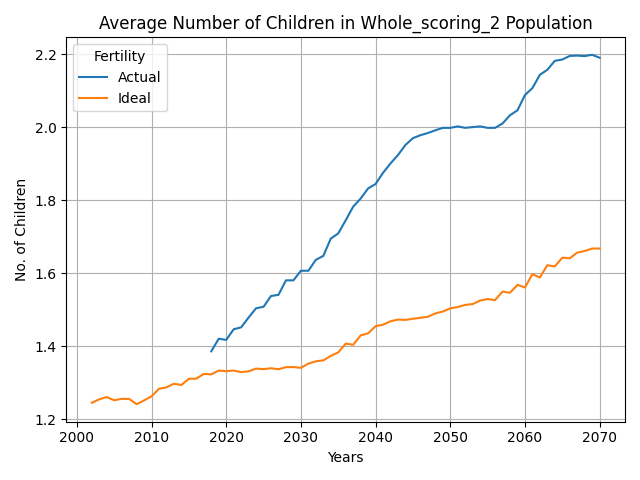 Average Number of Children in Whole_scoring_2 Population
Fertility
Actual
Ideal
No. of Children
2.2
2.0
1.8
1.6
1.4
1.2
2000 2010 2020 2030 2040 2050 2060 2070
Years